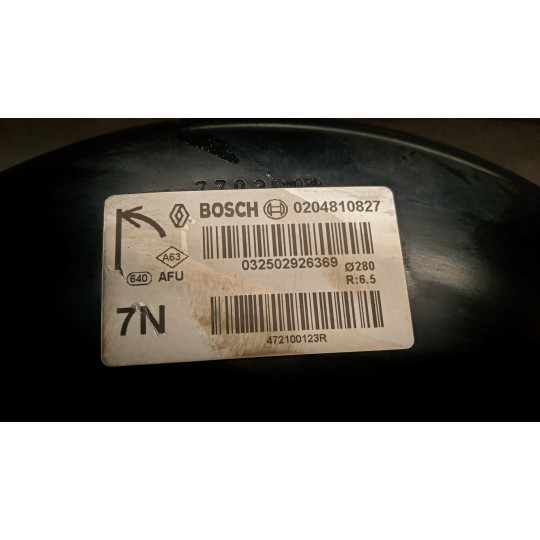 BOSCH 0204810827
A63
032502926369 Ø280
640 AFU R:6.5
7N
472100123R